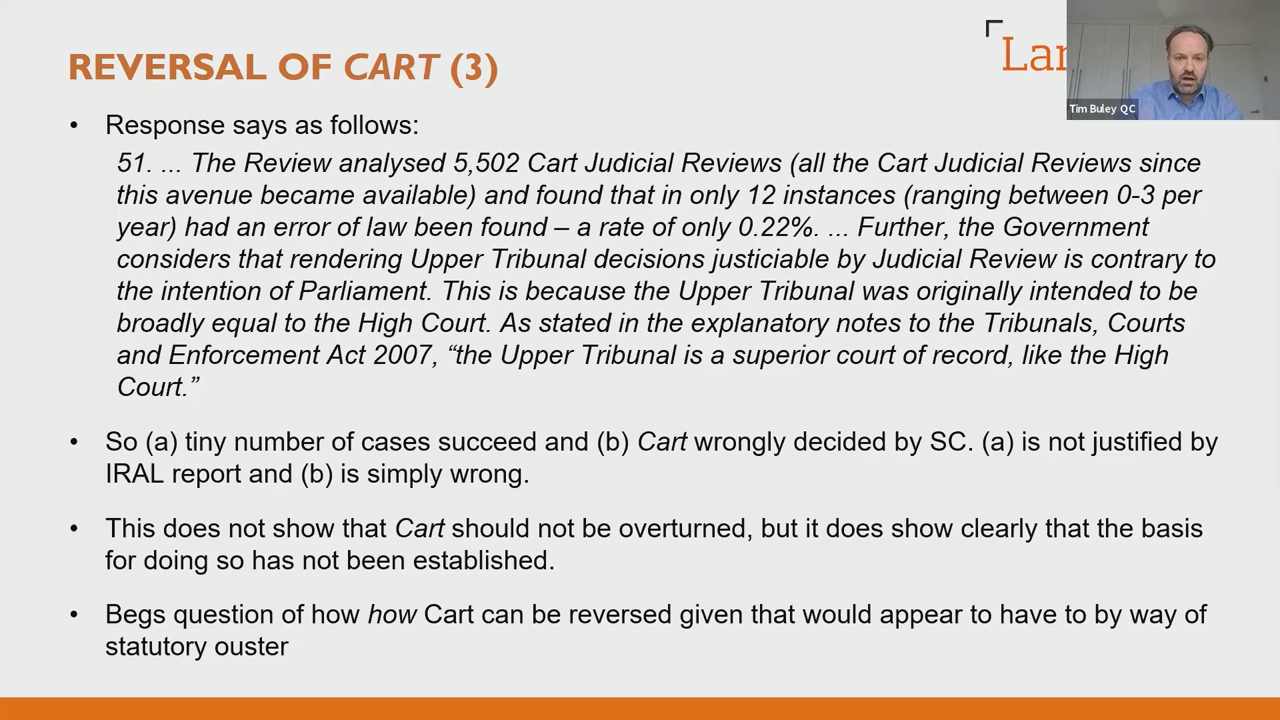 REVERSAL OF CART (3)
Lan
Tim Buley QC
• Response says as follows:
51. ... The Review analysed 5,502 Cart Judicial Reviews (all the Cart Judicial Reviews since
this avenue became available) and found that in only 12 instances (ranging between 0-3 per
year) had an error of law been found – a rate of only 0.22%. ... Further, the Government
considers that rendering Upper Tribunal decisions justiciable by Judicial Review is contrary to
the intention of Parliament. This is because the Upper Tribunal was originally intended to be
broadly equal to the High Court. As stated in the explanatory notes to the Tribunals, Courts
and Enforcement Act 2007, “the Upper Tribunal is a superior court of record, like the High
Court.”
• So (a) tiny number of cases succeed and (b) Cart wrongly decided by SC. (a) is not justified by
IRAL report and (b) is simply wrong.
• This does not show that Cart should not be overturned, but it does show clearly that the basis
for doing so has not been established.
• Begs question of how how Cart can be reversed given that would appear to have to by way of
statutory ouster